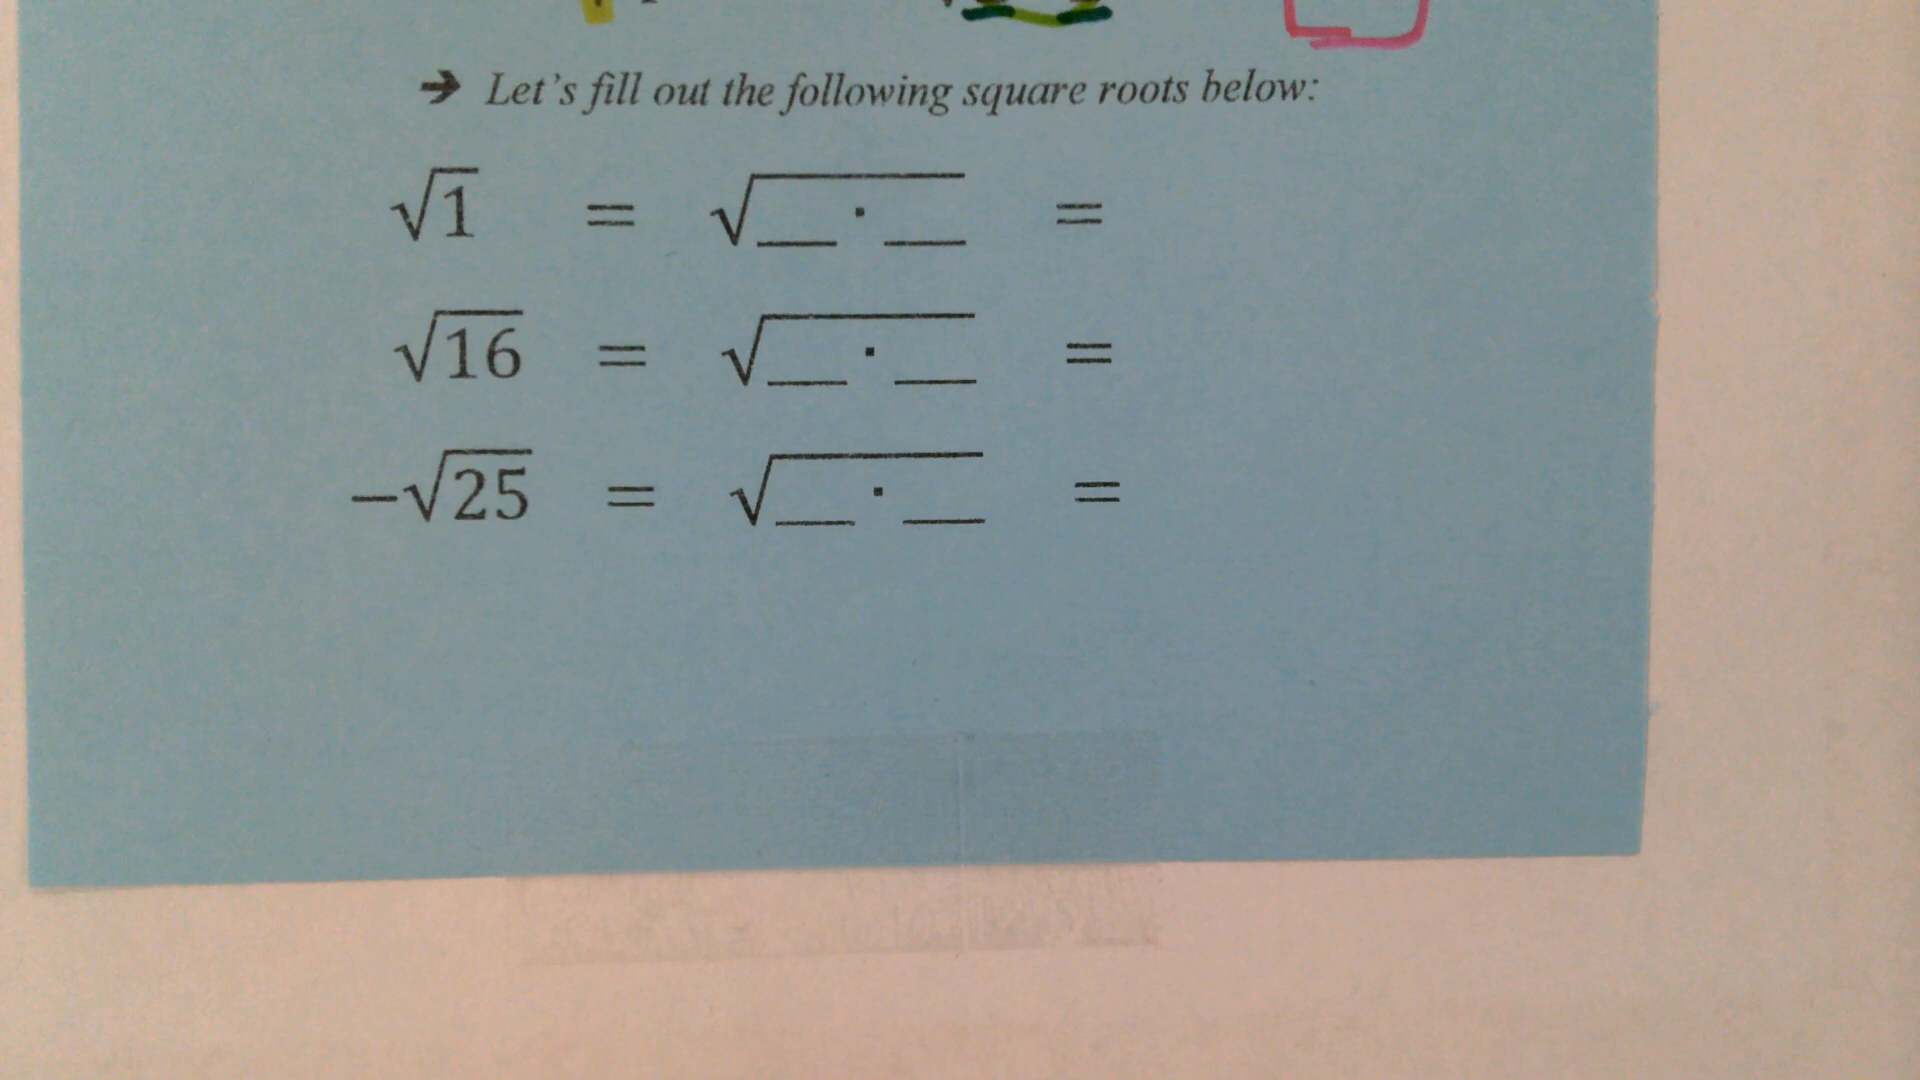 → Let's fill out the following square roots below:
√1 = √__ · __ =
√16 = √__ · __ =
−√25 = √__ · __ =